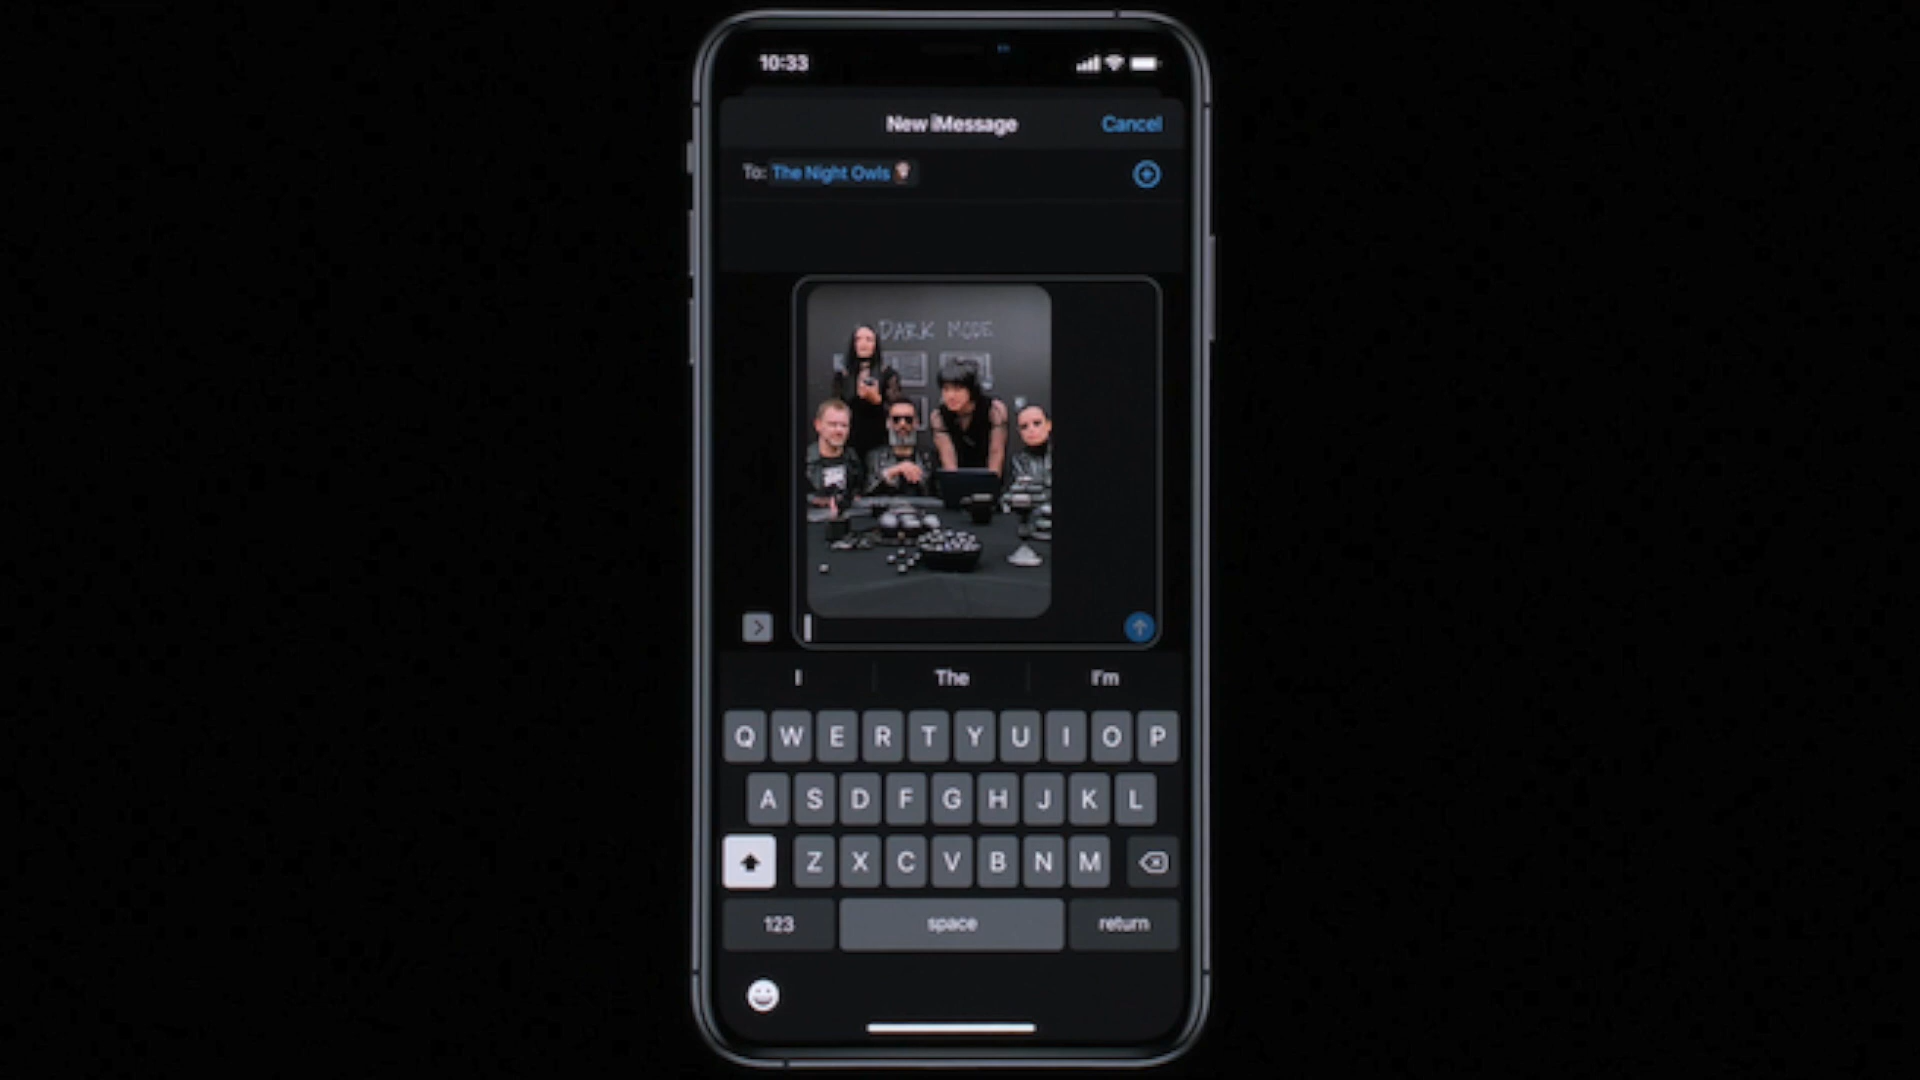 10:33
New iMessage
Cancel
To: The Night Owls
DARK MODE
I
The
I'm
Q W E R T Y U I O P
A S D F G H J K L
Z X C V B N M
123
space
return